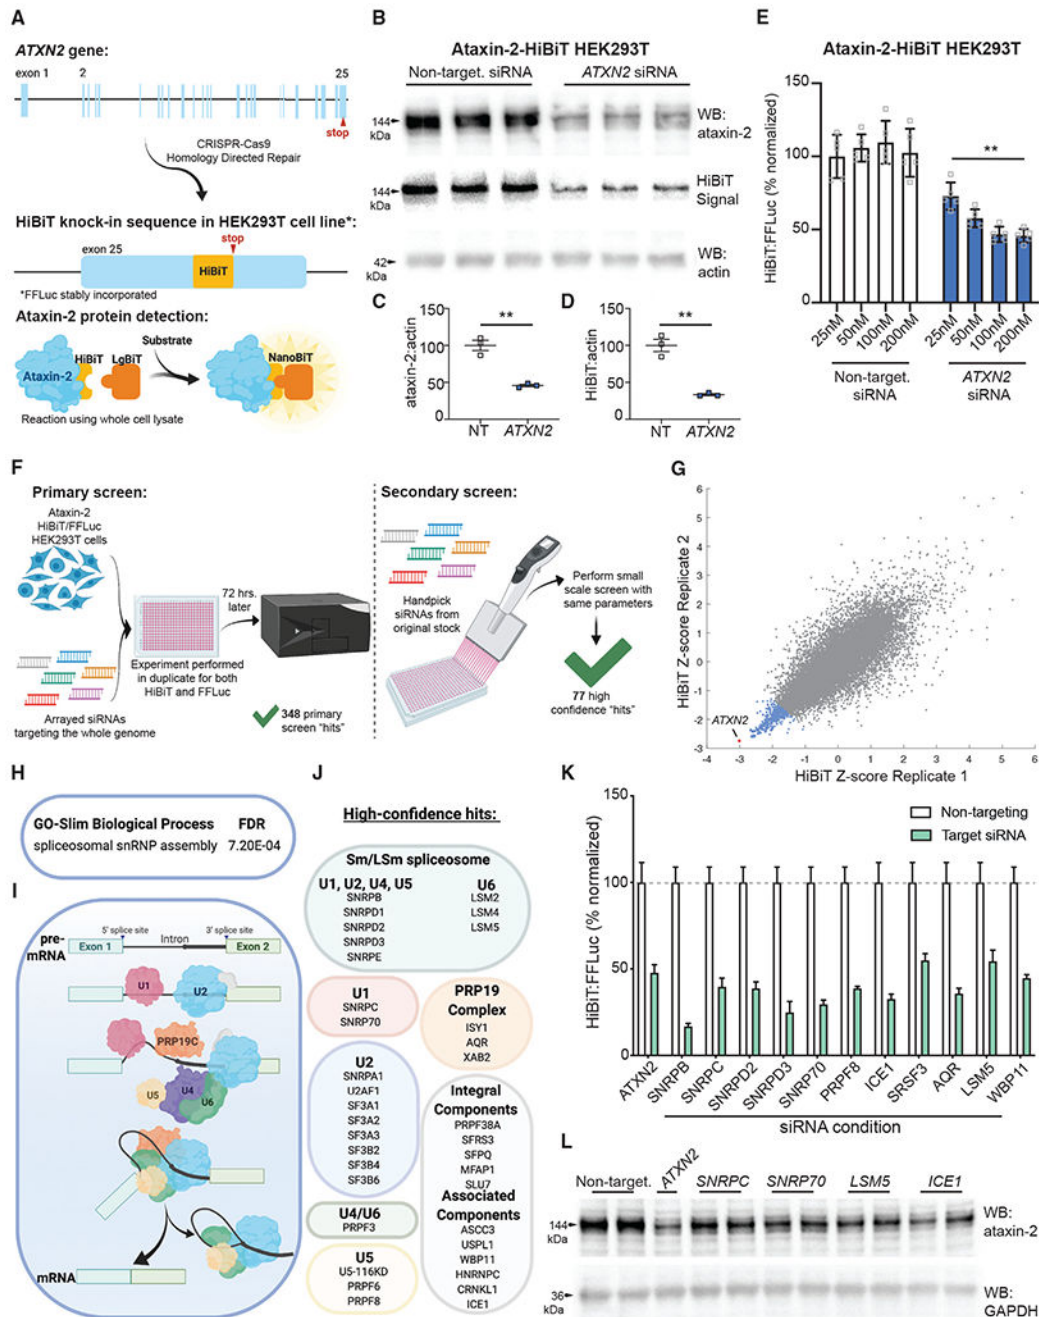 A
ATXN2 gene:
exon 1
2
25
stop
CRISPR-Cas9
Homology Directed Repair
HiBiT knock-in sequence in HEK293T cell line*:
stop
exon 25
HiBiT
*FFLuc stably incorporated
Ataxin-2 protein detection:
Substrate
HiBiT
LgBiT
NanoBiT
Ataxin-2
Reaction using whole cell lysate
B
Ataxin-2-HiBiT HEK293T
Non-target. siRNA
ATXN2 siRNA
144
kDa
WB:
ataxin-2
144
kDa
HiBiT
Signal
42
kDa
WB:
actin
C
ataxin-2:actin
150
100
50
0
**
NT
ATXN2
D
HiBiT:actin
150
100
50
0
**
NT
ATXN2
E
Ataxin-2-HiBiT HEK293T
HiBiT:FFLuc (% normalized)
150
100
50
0
**
25nM
50nM
100nM
200nM
25nM
50nM
100nM
200nM
Non-target.
siRNA
ATXN2
siRNA
F
Primary screen:
Ataxin-2
HiBiT/FFLuc
HEK293T cells
72 hrs.
later
Experiment performed
in duplicate for both
HiBiT and FFLuc
Arrayed siRNAs
targeting the whole genome
348 primary
screen "hits"
Secondary screen:
Handpick
siRNAs from
original stock
Perform small
scale screen with
same parameters
77 high
confidence "hits"
G
HiBiT Z-score Replicate 2
6
5
4
3
2
1
0
-1
-2
-3
ATXN2
-4
-3
-2
-1
0
1
2
3
4
5
6
HiBiT Z-score Replicate 1
H
GO-Slim Biological Process FDR
spliceosomal snRNP assembly 7.20E-04
I
5' splice site
3' splice site
Intron
pre-
mRNA
Exon 1
Exon 2
U1
U2
PRP19C
U5
U4
U6
mRNA
J
High-confidence hits:
Sm/LSm spliceosome
U1, U2, U4, U5
SNRPB
SNRPD1
SNRPD2
SNRPD3
SNRPE
U6
LSM2
LSM4
LSM5
U1
SNRPC
SNRP70
PRP19
Complex
ISY1
AQR
XAB2
U2
SNRPA1
U2AF1
SF3A1
SF3A2
SF3A3
SF3B2
SF3B4
SF3B6
Integral
Components
PRPF38A
SFRS3
SFPQ
MFAP1
SLU7
Associated
Components
ASCC3
USPL1
WBP11
HNRNPC
CRNKL1
ICE1
U4/U6
PRPF3
U5
U5-116KD
PRPF6
PRPF8
K
HiBiT:FFLuc (% normalized)
150
100
50
0
Non-targeting
Target siRNA
ATXN2
SNRPB
SNRPC
SNRPD2
SNRPD3
SNRP70
PRPF8
ICE1
SRSF3
AQR
LSM5
WBP11
siRNA condition
L
Non-target.
ATXN2
SNRPC
SNRP70
LSM5
ICE1
144
kDa
WB:
ataxin-2
36
kDa
WB:
GAPDH